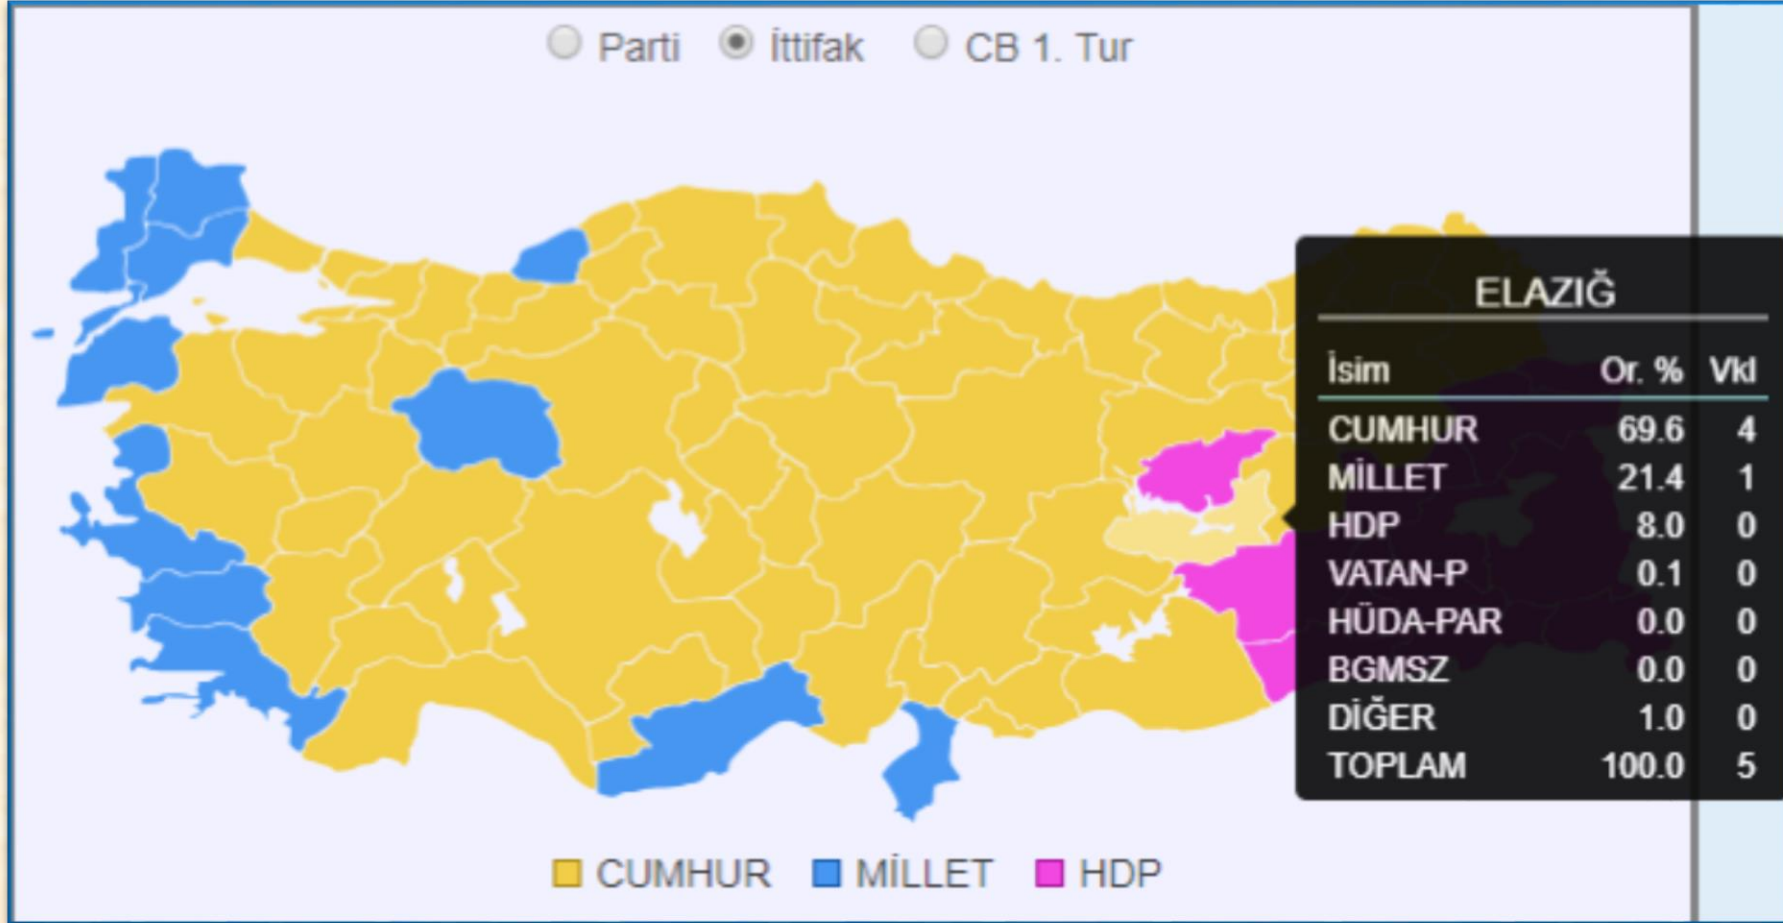 Parti İttifak CB 1. Tur
ELAZIĞ
İsim Or. % Vkl
CUMHUR 69.6 4
MİLLET 21.4 1
HDP 8.0 0
VATAN-P 0.1 0
HÜDA-PAR 0.0 0
BGMSZ 0.0 0
DİĞER 1.0 0
TOPLAM 100.0 5
CUMHUR MİLLET HDP